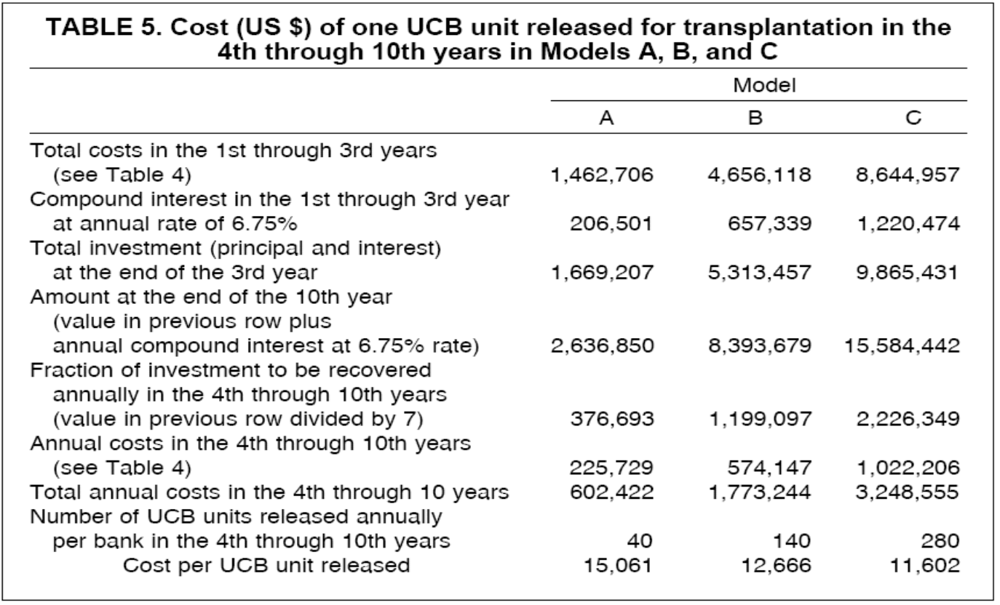 TABLE 5. Cost (US $) of one UCB unit released for transplantation in the
4th through 10th years in Models A, B, and C
Model
A B C
Total costs in the 1st through 3rd years
(see Table 4) 1,462,706 4,656,118 8,644,957
Compound interest in the 1st through 3rd year
at annual rate of 6.75% 206,501 657,339 1,220,474
Total investment (principal and interest)
at the end of the 3rd year 1,669,207 5,313,457 9,865,431
Amount at the end of the 10th year
(value in previous row plus
annual compound interest at 6.75% rate) 2,636,850 8,393,679 15,584,442
Fraction of investment to be recovered
annually in the 4th through 10th years
(value in previous row divided by 7) 376,693 1,199,097 2,226,349
Annual costs in the 4th through 10th years
(see Table 4) 225,729 574,147 1,022,206
Total annual costs in the 4th through 10 years 602,422 1,773,244 3,248,555
Number of UCB units released annually
per bank in the 4th through 10th years 40 140 280
Cost per UCB unit released 15,061 12,666 11,602